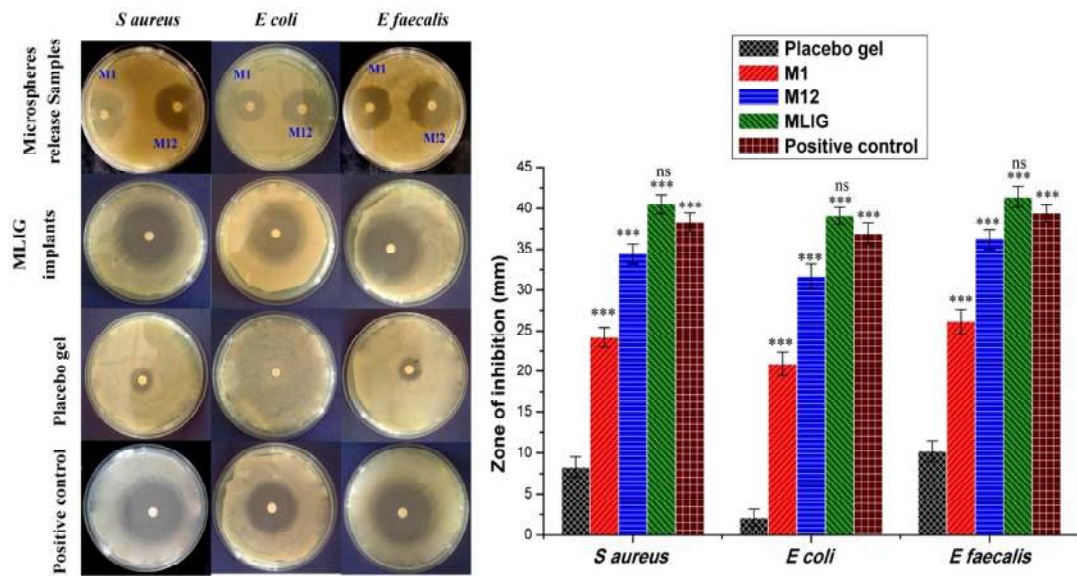 S aureus
E coli
E faecalis
Microspheres
release Samples
M1
M12
M1
M12
M1
M!2
MLIG
implants
Placebo gel
Positive control
Placebo gel
M1
M12
MLIG
Positive control
Zone of inhibition (mm)
45
40
35
30
25
20
15
10
5
0
***
***
ns
***
***
***
***
ns
***
***
***
***
ns
***
***
S aureus
E coli
E faecalis